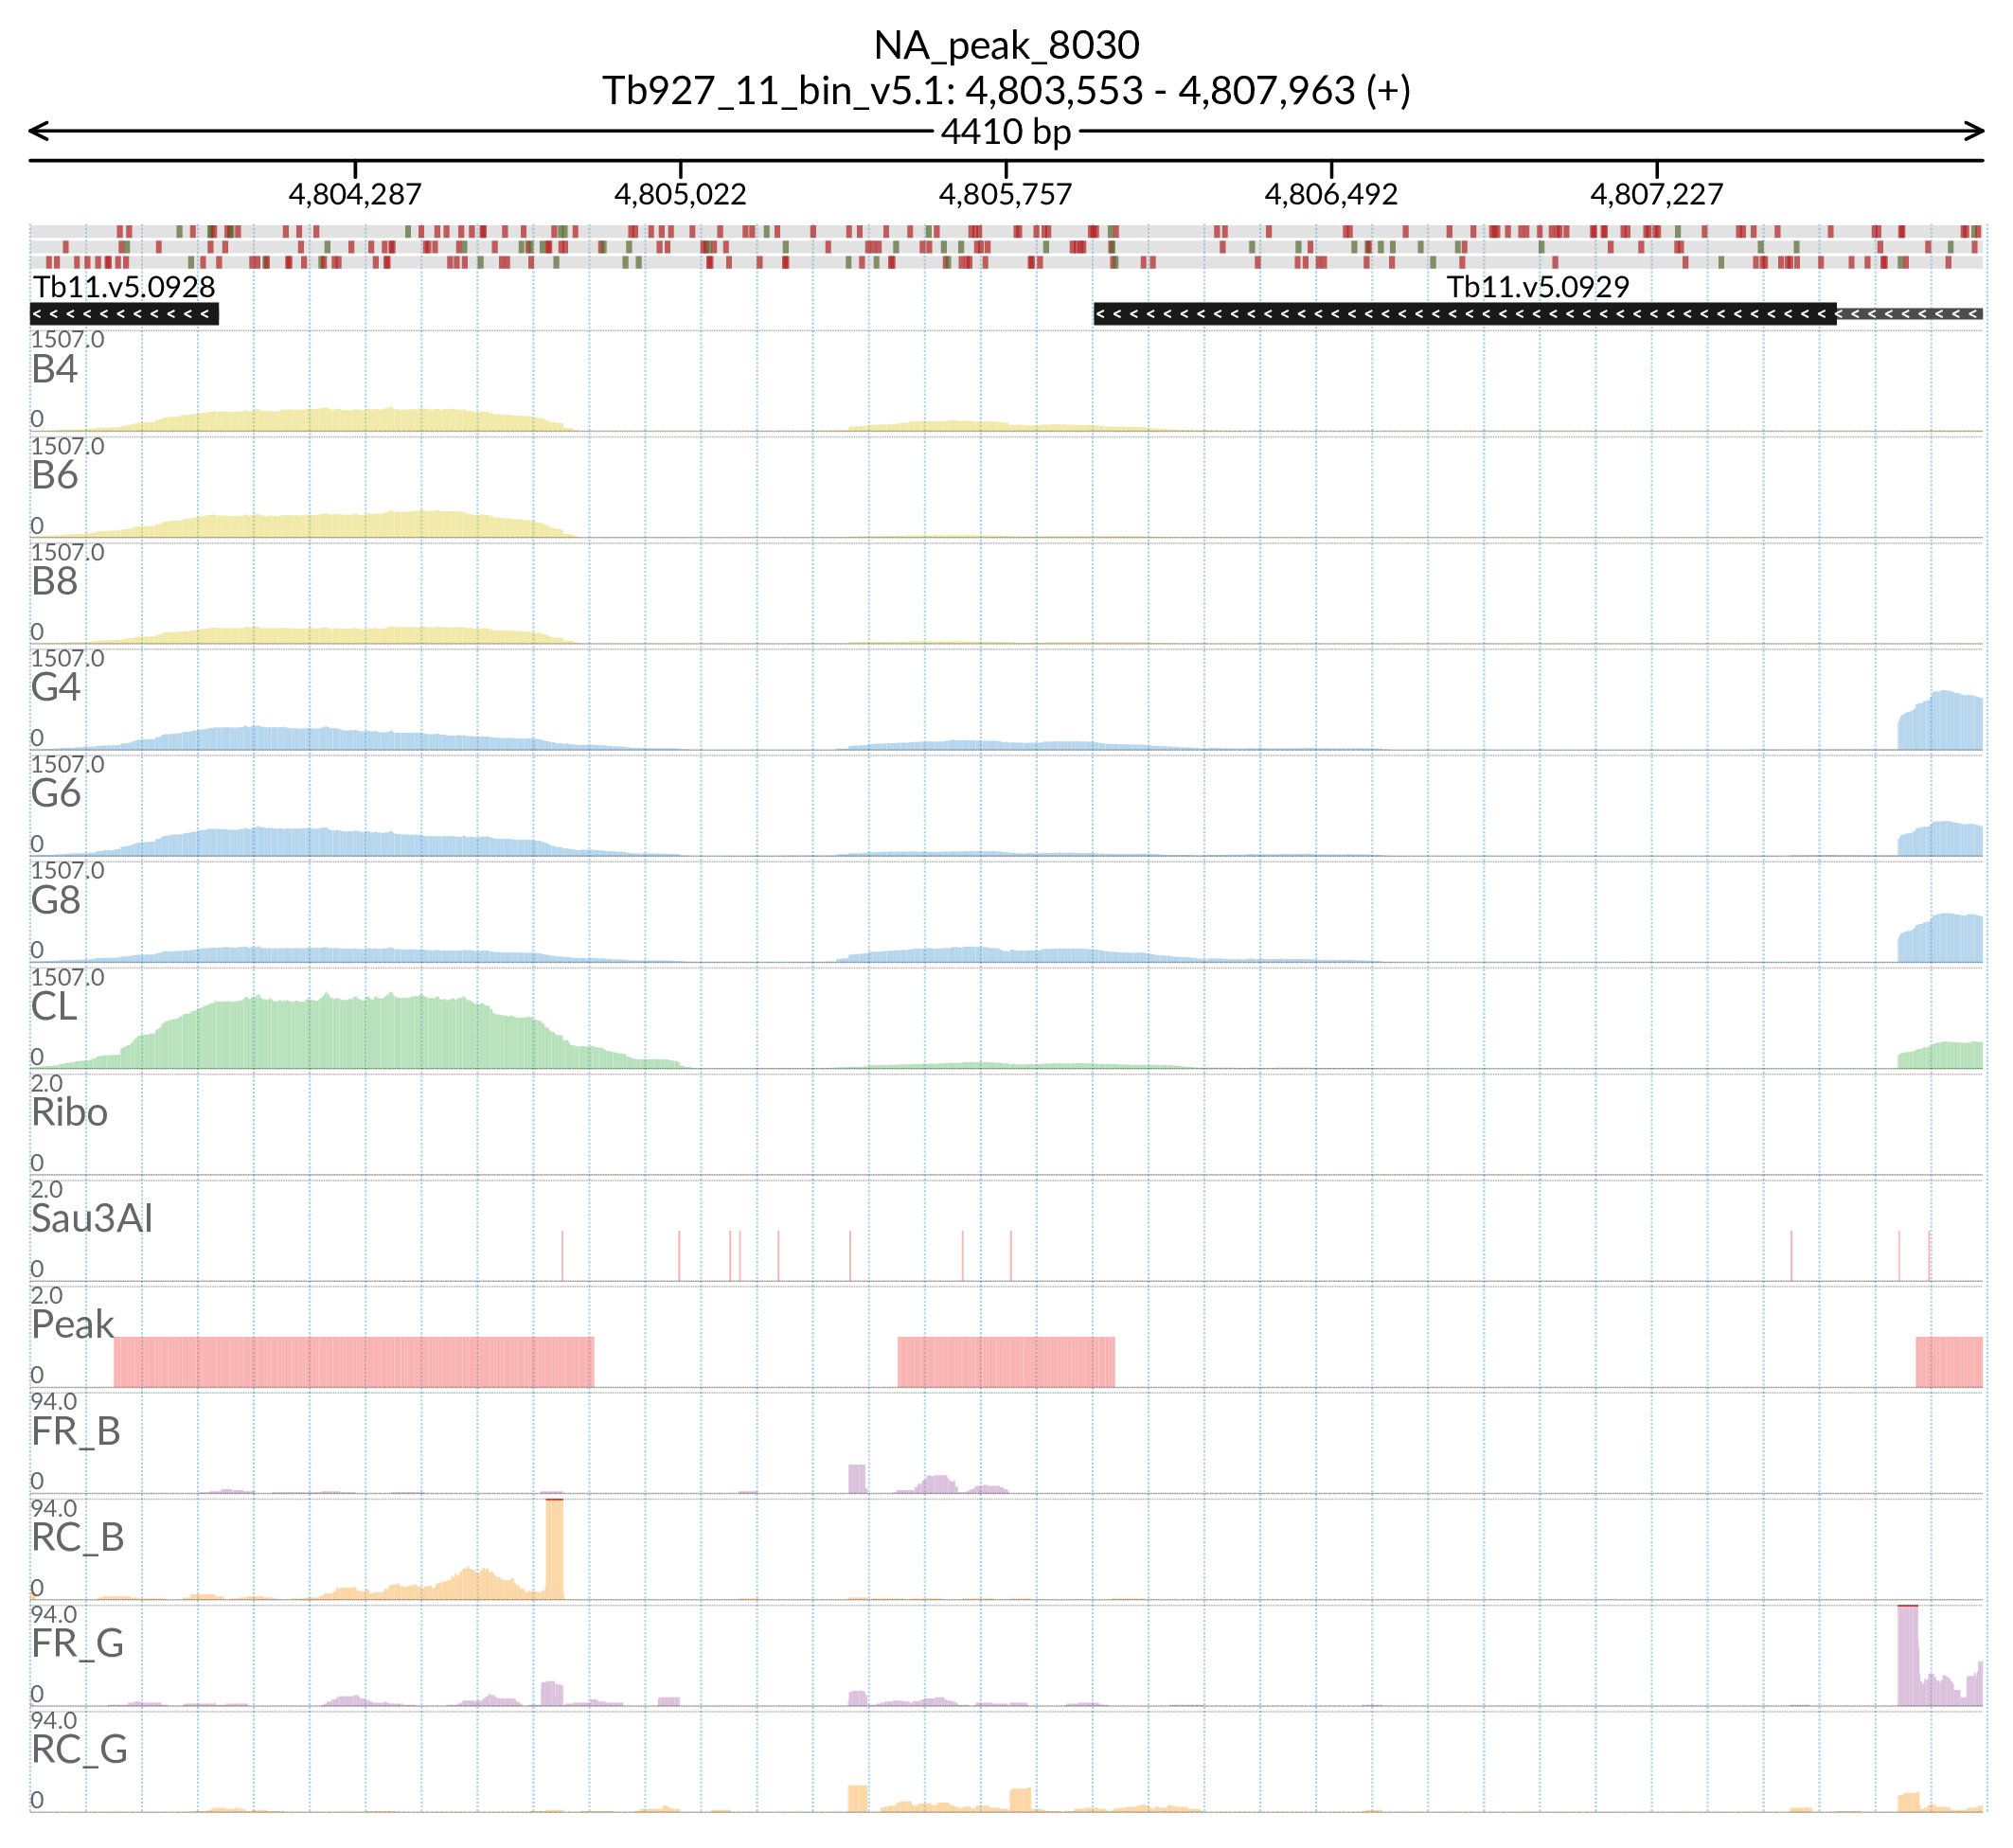 NA_peak_8030
Tb927_11_bin_v5.1: 4,803,553 - 4,807,963 (+)
4410 bp
4,804,287 4,805,022 4,805,757 4,806,492 4,807,227
Tb11.v5.0928 Tb11.v5.0929
1507.0
B4
0
1507.0
B6
0
1507.0
B8
0
1507.0
G4
0
1507.0
G6
0
1507.0
G8
0
1507.0
CL
0
2.0
Ribo
0
2.0
Sau3AI
0
2.0
Peak
0
94.0
FR_B
0
94.0
RC_B
0
94.0
FR_G
0
94.0
RC_G
0